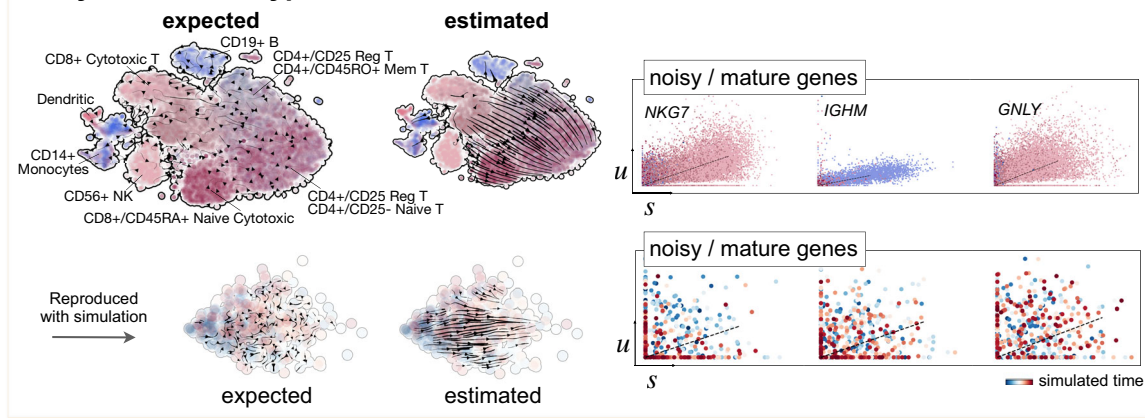 expected
estimated
CD19+ B
CD8+ Cytotoxic T
CD4+/CD25 Reg T
CD4+/CD45RO+ Mem T
Dendritic
CD14+
Monocytes
CD56+ NK
CD8+/CD45RA+ Naive Cytotoxic
CD4+/CD25 Reg T
CD4+/CD25- Naive T
noisy / mature genes
NKG7
IGHM
GNLY
u
s
Reproduced
with simulation
expected
estimated
noisy / mature genes
u
s
simulated time